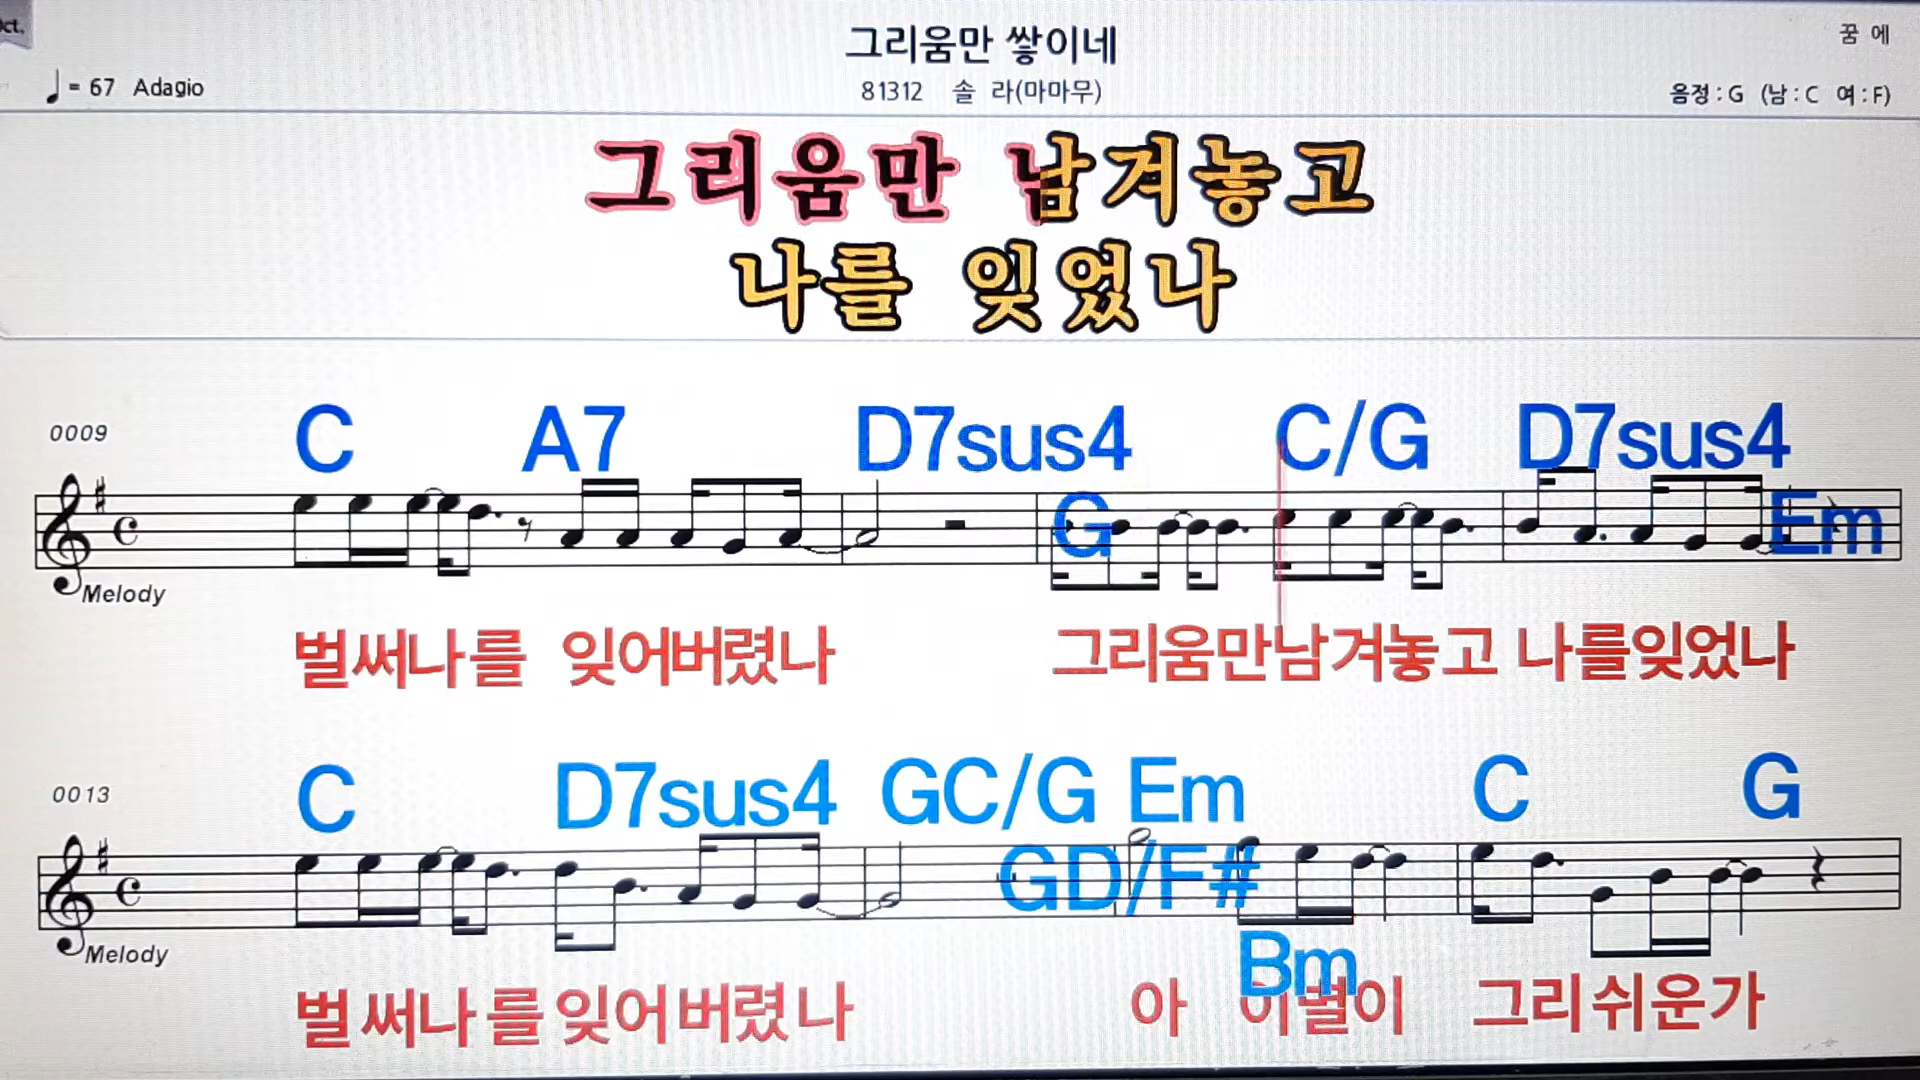 그리움만 쌓이네
꿈 에
♩ = 67 Adagio
81312 솔 라(마마무)
음정 : G (남 : C 여 : F)
그리움만 남겨놓고
나를 잊었나
0009
C A7 D7sus4 C/G D7sus4
G Em
Melody
벌써나를 잊어버렸나 그리움만남겨놓고 나를잊었나
0013
C D7sus4 GC/G Em C G
GD/F#
Melody
Bm
벌써나를잊어버렸나 아 이별이 그리쉬운가